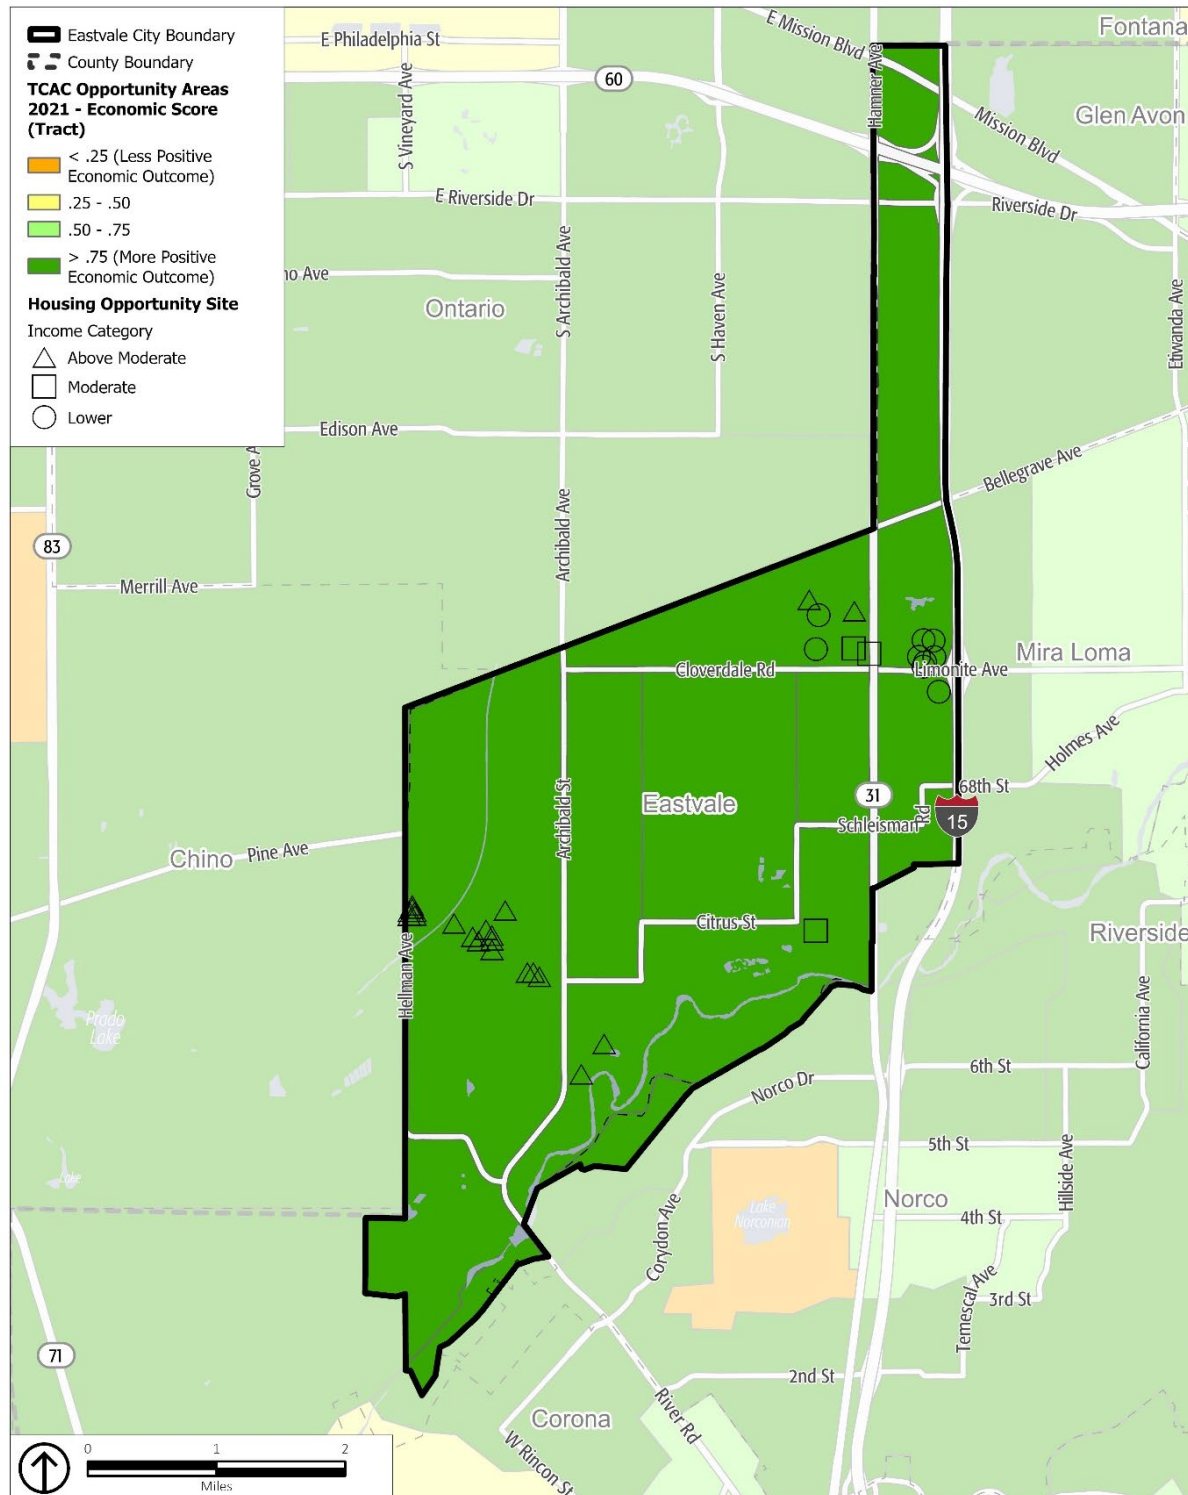 Eastvale City Boundary
County Boundary
TCAC Opportunity Areas
2021 - Economic Score
(Tract)
< .25 (Less Positive
Economic Outcome)
.25 - .50
.50 - .75
> .75 (More Positive
Economic Outcome)
Housing Opportunity Site
Income Category
Above Moderate
Moderate
Lower
E Philadelphia St
E Mission Blvd
Fontana
60
S Vineyard Ave
Hamner Ave
Mission Blvd
Glen Avon
E Riverside Dr
Riverside Dr
no Ave
Ontario
S Archibald Ave
S Haven Ave
Etiwanda Ave
Edison Ave
Grove A
Bellegrave Ave
Archibald Ave
83
Merrill Ave
Mira Loma
Cloverdale Rd
Limonite Ave
Holmes Ave
68th St
Eastvale
31
Schleisman Rd
15
Archibald St
Chino
Pine Ave
Citrus St
Riverside
Hellman Ave
Prado
Lake
California Ave
6th St
Norco Dr
5th St
Hillside Ave
Lake
Lake
Norconian
Norco
4th St
Corydon Ave
Temescal Ave
3rd St
71
2nd St
Corona
River Rd
W Rincon St
0 1 2
Miles